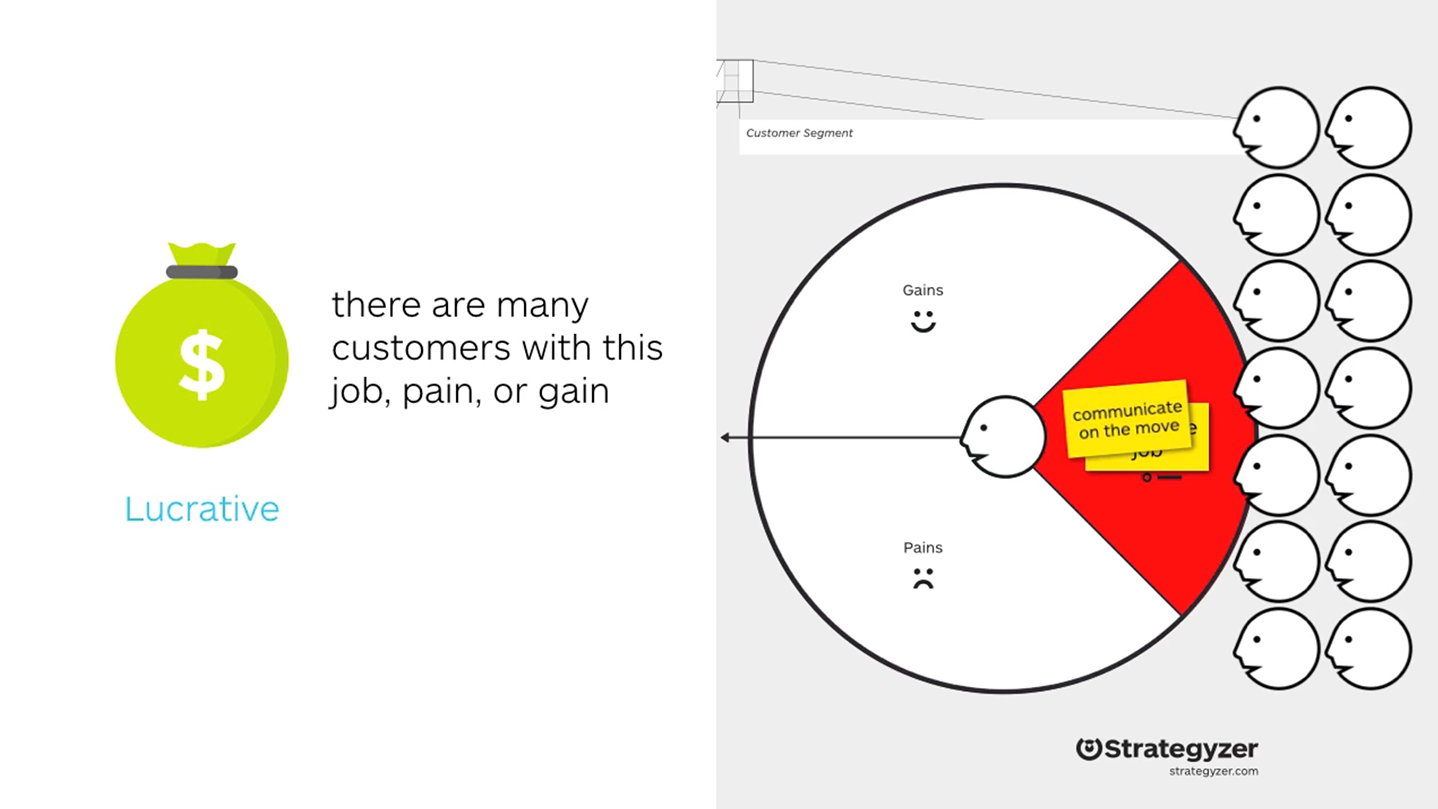 $
there are many
customers with this
job, pain, or gain
Lucrative
Customer Segment
Gains
communicate
on the move
job
Pains
Strategyzer
strategyzer.com